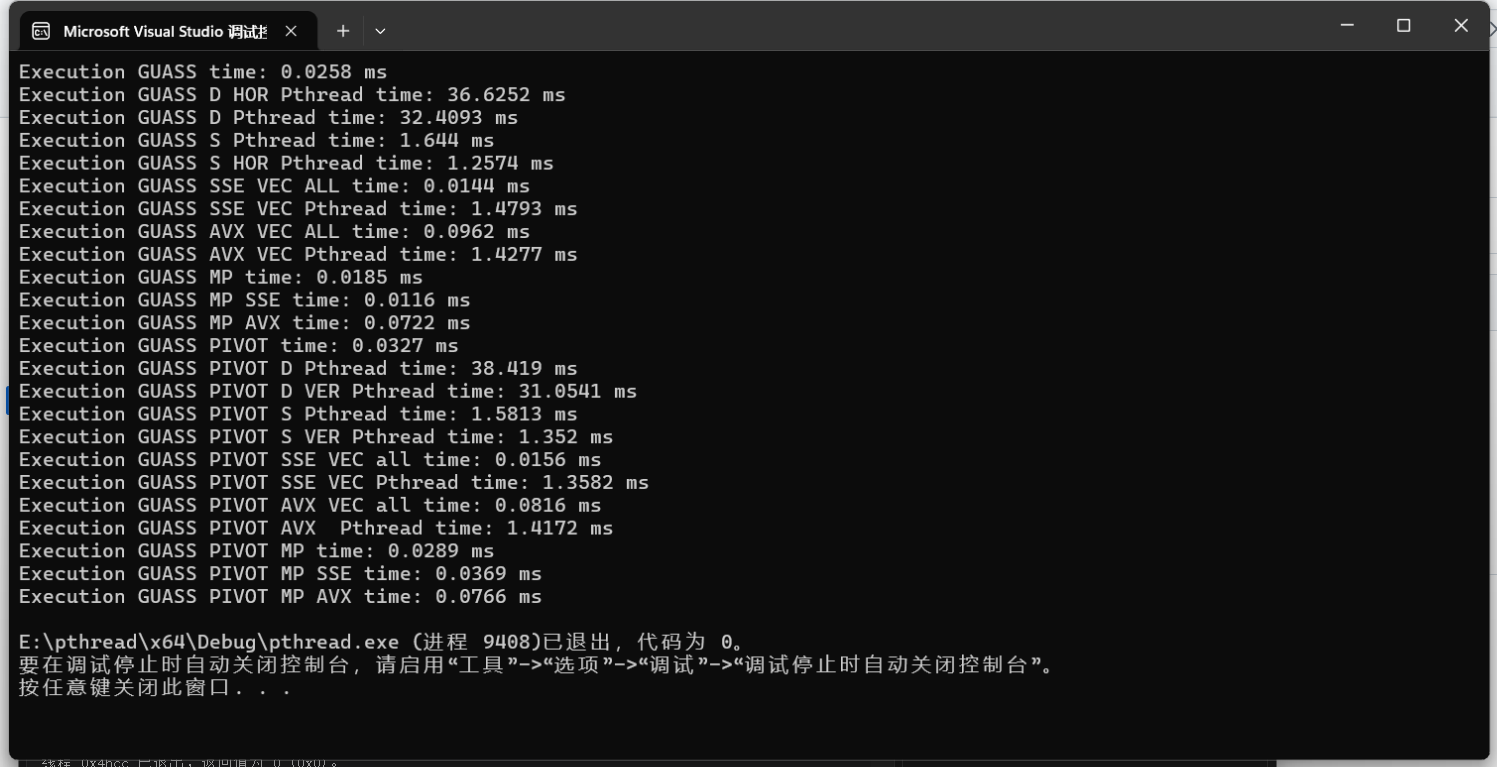 Microsoft Visual Studio 调试控
Execution GUASS time: 0.0258 ms
Execution GUASS D HOR Pthread time: 36.6252 ms
Execution GUASS D Pthread time: 32.4093 ms
Execution GUASS S Pthread time: 1.644 ms
Execution GUASS S HOR Pthread time: 1.2574 ms
Execution GUASS SSE VEC ALL time: 0.0144 ms
Execution GUASS SSE VEC Pthread time: 1.4793 ms
Execution GUASS AVX VEC ALL time: 0.0962 ms
Execution GUASS AVX VEC Pthread time: 1.4277 ms
Execution GUASS MP time: 0.0185 ms
Execution GUASS MP SSE time: 0.0116 ms
Execution GUASS MP AVX time: 0.0722 ms
Execution GUASS PIVOT time: 0.0327 ms
Execution GUASS PIVOT D Pthread time: 38.419 ms
Execution GUASS PIVOT D VER Pthread time: 31.0541 ms
Execution GUASS PIVOT S Pthread time: 1.5813 ms
Execution GUASS PIVOT S VER Pthread time: 1.352 ms
Execution GUASS PIVOT SSE VEC all time: 0.0156 ms
Execution GUASS PIVOT SSE VEC Pthread time: 1.3582 ms
Execution GUASS PIVOT AVX VEC all time: 0.0816 ms
Execution GUASS PIVOT AVX  Pthread time: 1.4172 ms
Execution GUASS PIVOT MP time: 0.0289 ms
Execution GUASS PIVOT MP SSE time: 0.0369 ms
Execution GUASS PIVOT MP AVX time: 0.0766 ms
E:\pthread\x64\Debug\pthread.exe (进程 9408)已退出，代码为 0。
要在调试停止时自动关闭控制台，请启用“工具”->“选项”->“调试”->“调试停止时自动关闭控制台”。
按任意键关闭此窗口. . .